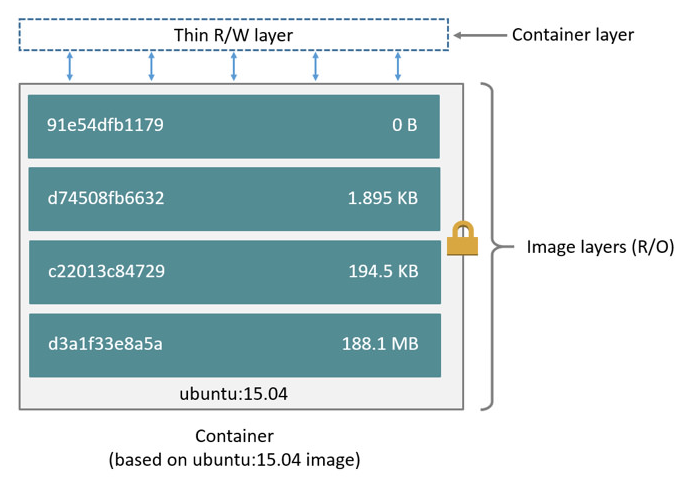 Thin R/W layer
Container layer
91e54dfb1179 0 B
d74508fb6632 1.895 KB
c22013c84729 194.5 KB
Image layers (R/O)
d3a1f33e8a5a 188.1 MB
ubuntu:15.04
Container
(based on ubuntu:15.04 image)